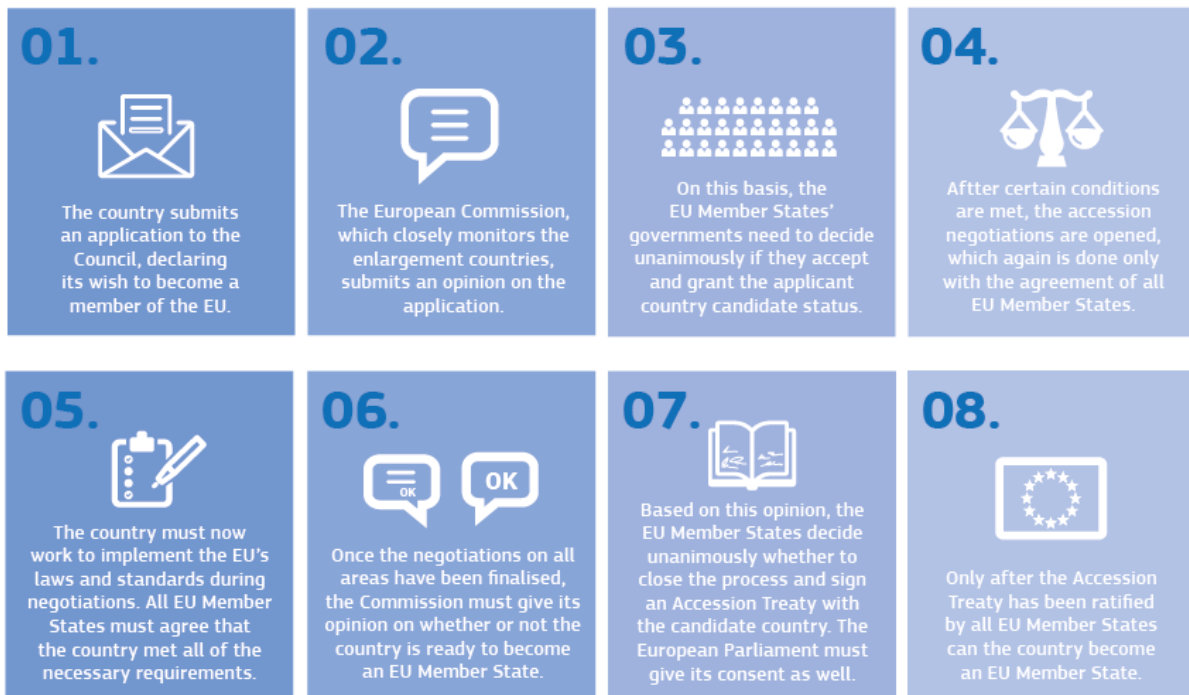 01.
The country submits
an application to the
Council, declaring
its wish to become a
member of the EU.
02.
The European Commission,
which closely monitors the
enlargement countries,
submits an opinion on the
application.
03.
On this basis, the
EU Member States’
governments need to decide
unanimously if they accept
and grant the applicant
country candidate status.
04.
Aftter certain conditions
are met, the accession
negotiations are opened,
which again is done only
with the agreement of all
EU Member States.
05.
The country must now
work to implement the EU’s
laws and standards during
negotiations. All EU Member
States must agree that
the country met all of the
necessary requirements.
06.
OK
OK
Once the negotiations on all
areas have been finalised,
the Commission must give its
opinion on whether or not the
country is ready to become
an EU Member State.
07.
Based on this opinion, the
EU Member States decide
unanimously whether to
close the process and sign
an Accession Treaty with
the candidate country. The
European Parliament must
give its consent as well.
08.
Only after the Accession
Treaty has been ratified
by all EU Member States
can the country become
an EU Member State.